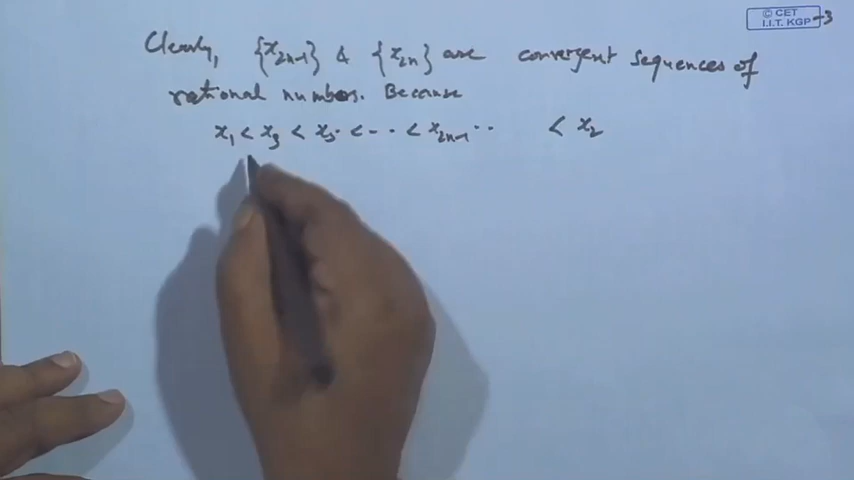 © CET
I.I.T. KGP -3
Clearly, {x₂ₙ₋₁} & {x₂ₙ} are convergent sequences of
rational numbers. Because
x₁ < x₃ < x₅ < ... < x₂ₙ₋₁ .. < x₂